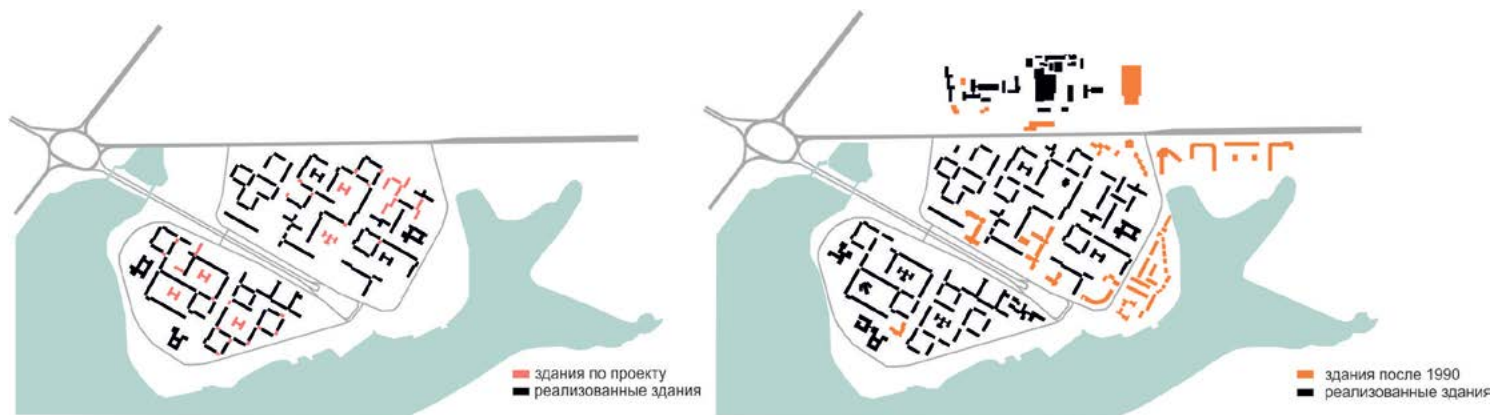 здания по проекту
реализованные здания
здания после 1990
реализованные здания